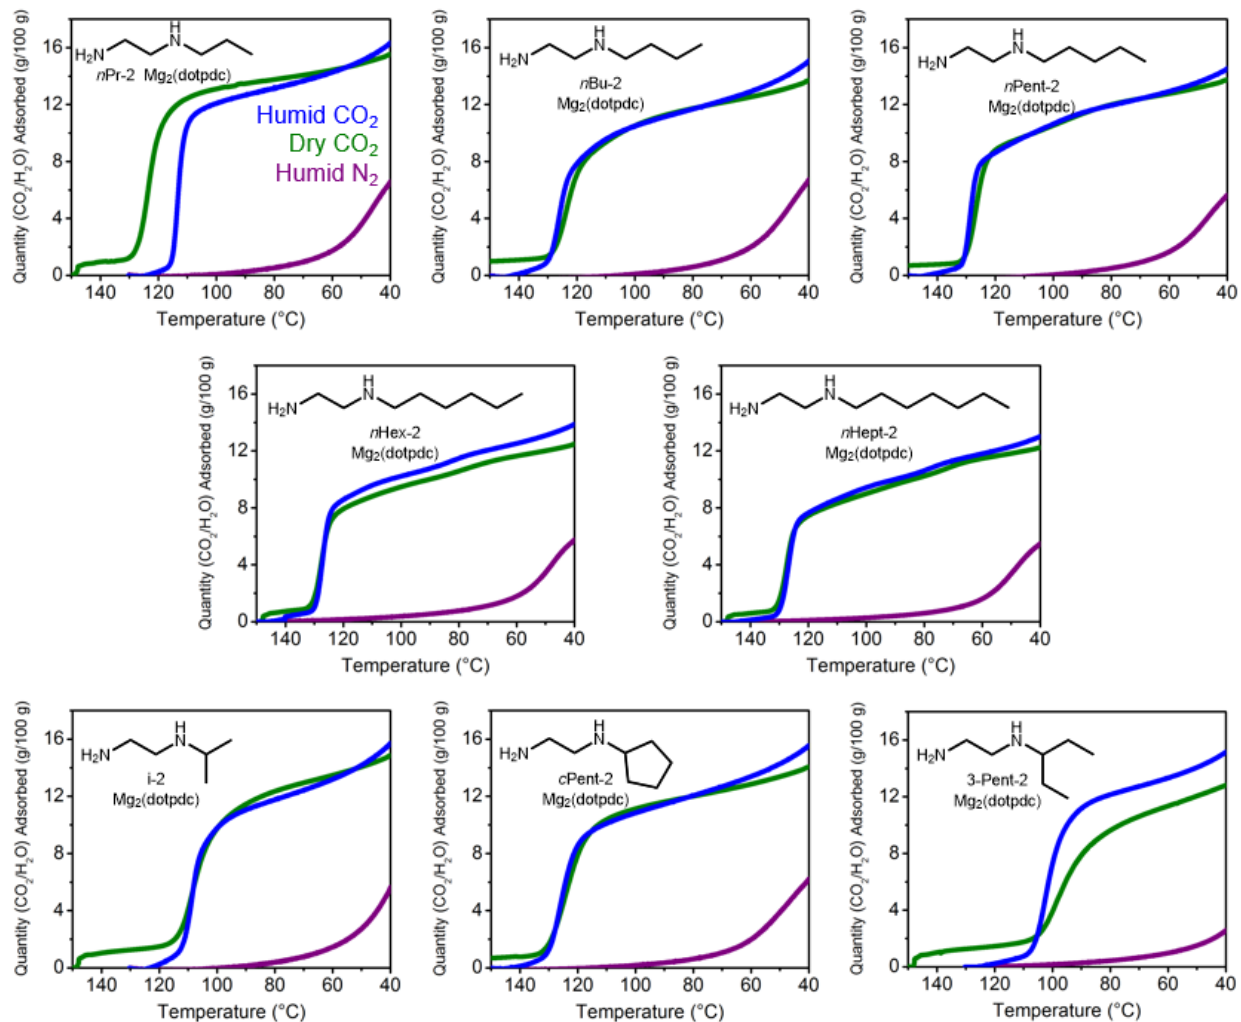 Quantity (CO2/H2O) Adsorbed (g/100 g)
16
12
8
4
0
H
N
H2N
nPr-2 Mg2(dotpdc)
Humid CO2
Dry CO2
Humid N2
140 120 100 80 60 40
Temperature (°C)
Quantity (CO2/H2O) Adsorbed (g/100 g)
16
12
8
4
0
H
N
H2N
nBu-2
Mg2(dotpdc)
140 120 100 80 60 40
Temperature (°C)
Quantity (CO2/H2O) Adsorbed (g/100 g)
16
12
8
4
0
H
N
H2N
nPent-2
Mg2(dotpdc)
140 120 100 80 60 40
Temperature (°C)
Quantity (CO2/H2O) Adsorbed (g/100 g)
16
12
8
4
0
H
N
H2N
nHex-2
Mg2(dotpdc)
140 120 100 80 60 40
Temperature (°C)
Quantity (CO2/H2O) Adsorbed (g/100 g)
16
12
8
4
0
H
N
H2N
nHept-2
Mg2(dotpdc)
140 120 100 80 60 40
Temperature (°C)
Quantity (CO2/H2O) Adsorbed (g/100 g)
16
12
8
4
0
H
N
H2N
i-2
Mg2(dotpdc)
140 120 100 80 60 40
Temperature (°C)
Quantity (CO2/H2O) Adsorbed (g/100 g)
16
12
8
4
0
H
N
H2N
cPent-2
Mg2(dotpdc)
140 120 100 80 60 40
Temperature (°C)
Quantity (CO2/H2O) Adsorbed (g/100 g)
16
12
8
4
0
H
N
H2N
3-Pent-2
Mg2(dotpdc)
140 120 100 80 60 40
Temperature (°C)